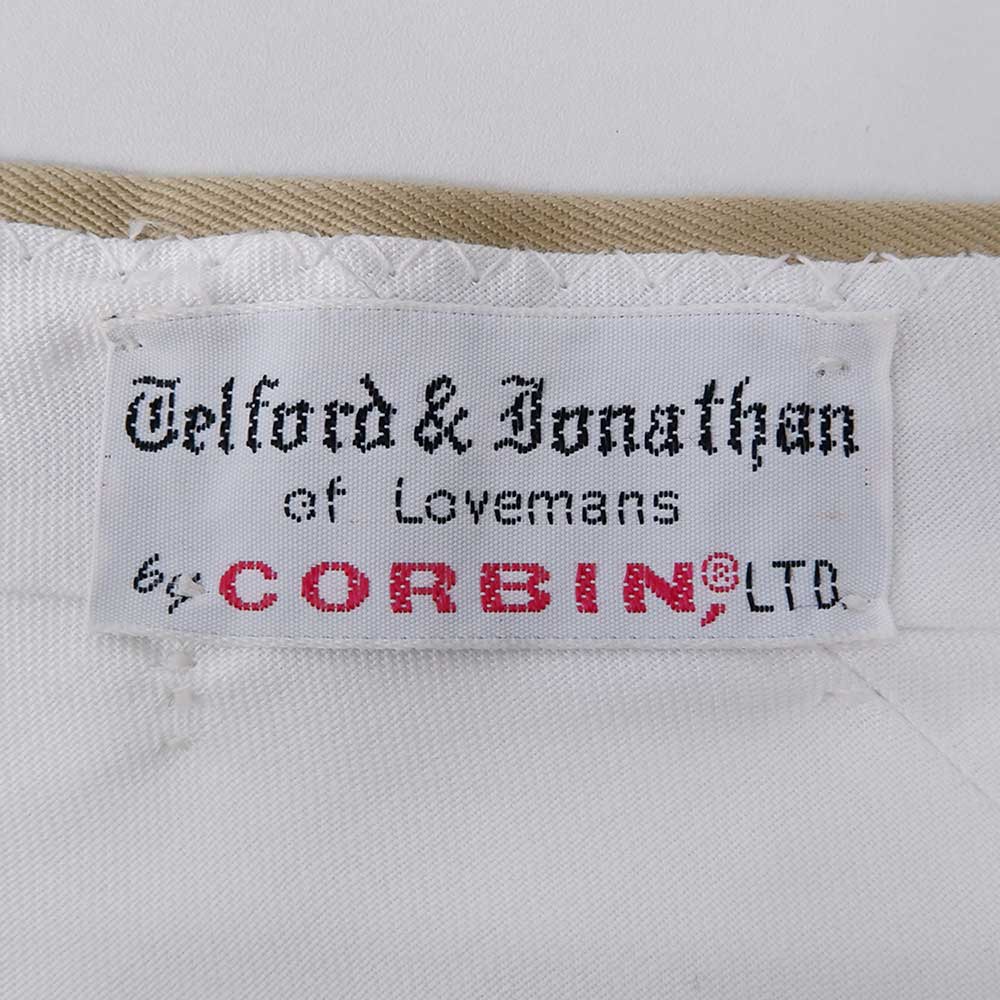 Telford & Jonathan
of Lovemans
by CORBIN,® LTD.